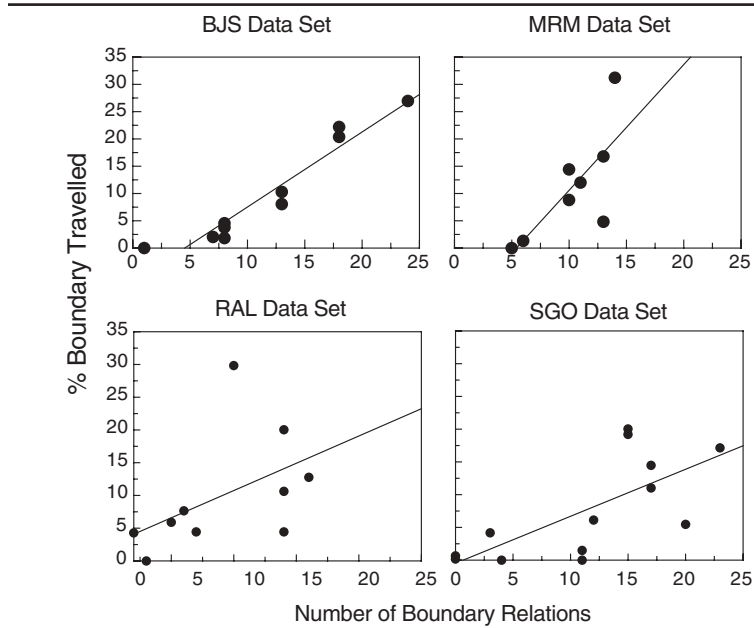 BJS Data Set
MRM Data Set
35
30
25
20
15
10
5
0
0 5 10 15 20 25
0 5 10 15 20 25
% Boundary Travelled
RAL Data Set
SGO Data Set
35
30
25
20
15
10
5
0
0 5 10 15 20 25
0 5 10 15 20 25
Number of Boundary Relations